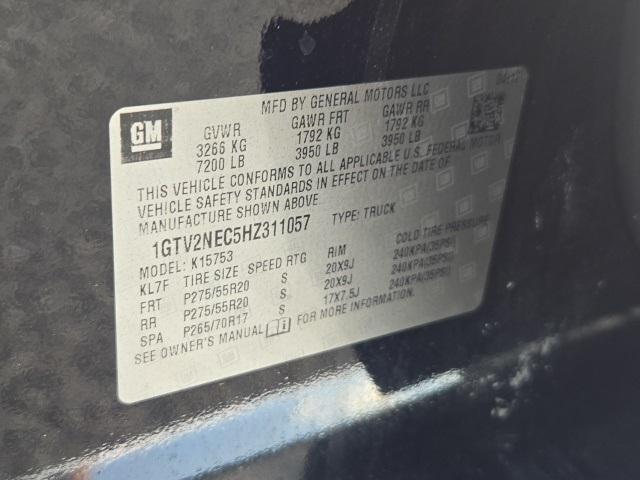 GM
MFD BY GENERAL MOTORS LLC
GVWR GAWR FRT GAWR RR
3266 KG 1792 KG 1792 KG
7200 LB 3950 LB 3950 LB
THIS VEHICLE CONFORMS TO ALL APPLICABLE U.S. FEDERAL MOTOR
VEHICLE SAFETY STANDARDS IN EFFECT ON THE DATE OF
MANUFACTURE SHOWN ABOVE.
1GTV2NEC5HZ311057 TYPE: TRUCK
MODEL: K15753
KL7F TIRE SIZE SPEED RTG RIM COLD TIRE PRESSURE
FRT P275/55R20 S 20X9J 240KPA(35PSI)
RR P275/55R20 S 20X9J 240KPA(35PSI)
SPA P265/70R17 S 17X7.5J 240KPA(35PSI)
SEE OWNER'S MANUAL FOR MORE INFORMATION.